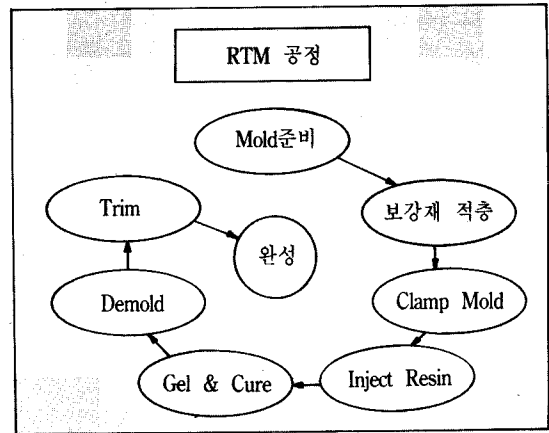 RTM 공정
Mold준비
보강재 적층
Clamp Mold
Inject Resin
Gel & Cure
Demold
Trim
완성